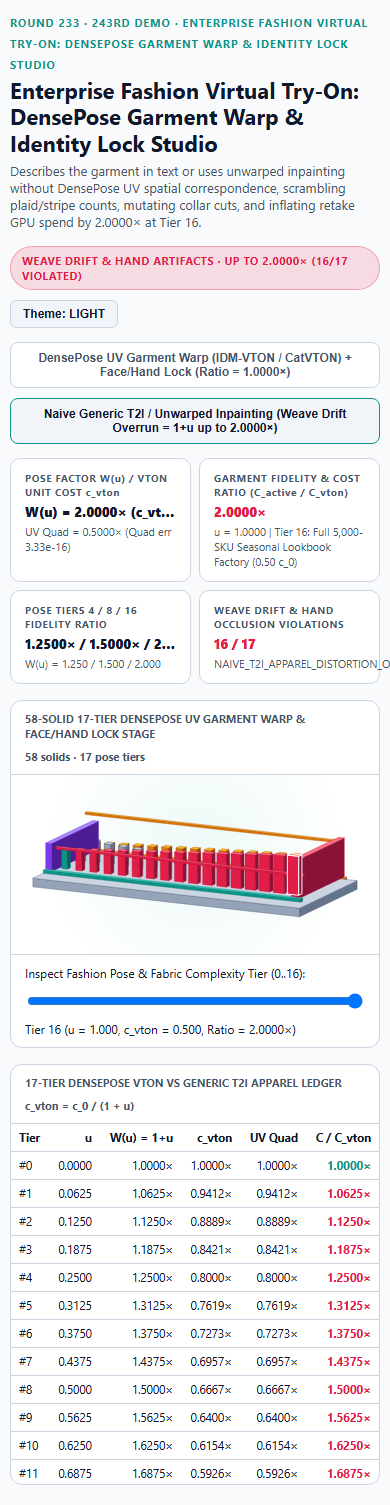 ROUND 233 · 243RD DEMO · ENTERPRISE FASHION VIRTUAL
TRY-ON: DENSEPOSE GARMENT WARP & IDENTITY LOCK
STUDIO
Enterprise Fashion Virtual Try-On:
DensePose Garment Warp &
Identity Lock Studio
Describes the garment in text or uses unwarped inpainting
without DensePose UV spatial correspondence, scrambling
plaid/stripe counts, mutating collar cuts, and inflating retake
GPU spend by 2.0000× at Tier 16.
WEAVE DRIFT & HAND ARTIFACTS · UP TO 2.0000× (16/17
VIOLATED)
Theme: LIGHT
DensePose UV Garment Warp (IDM-VTON / CatVTON) +
Face/Hand Lock (Ratio = 1.0000×)
Naive Generic T2I / Unwarped Inpainting (Weave Drift
Overrun = 1+u up to 2.0000×)
POSE FACTOR W(u) / VTON
UNIT COST c_vton
W(u) = 2.0000× (c_vt...
UV Quad = 0.5000× (Quad err
3.33e-16)
GARMENT FIDELITY & COST
RATIO (C_active / C_vton)
2.0000×
u = 1.0000 | Tier 16: Full 5,000-
SKU Seasonal Lookbook
Factory (0.50 c_0)
POSE TIERS 4 / 8 / 16
FIDELITY RATIO
1.2500× / 1.5000× / 2...
W(u) = 1.250 / 1.500 / 2.000
WEAVE DRIFT & HAND
OCCLUSION VIOLATIONS
16 / 17
NAIVE_T2I_APPAREL_DISTORTION_O
58-SOLID 17-TIER DENSEPOSE UV GARMENT WARP &
FACE/HAND LOCK STAGE
58 solids · 17 pose tiers
Inspect Fashion Pose & Fabric Complexity Tier (0..16):
Tier 16 (u = 1.000, c_vton = 0.500, Ratio = 2.0000×)
17-TIER DENSEPOSE VTON VS GENERIC T2I APPAREL LEDGER
c_vton = c_0 / (1 + u)
Tier u W(u) = 1+u c_vton UV Quad C / C_vton
#0 0.0000 1.0000× 1.0000× 1.0000× 1.0000×
#1 0.0625 1.0625× 0.9412× 0.9412× 1.0625×
#2 0.1250 1.1250× 0.8889× 0.8889× 1.1250×
#3 0.1875 1.1875× 0.8421× 0.8421× 1.1875×
#4 0.2500 1.2500× 0.8000× 0.8000× 1.2500×
#5 0.3125 1.3125× 0.7619× 0.7619× 1.3125×
#6 0.3750 1.3750× 0.7273× 0.7273× 1.3750×
#7 0.4375 1.4375× 0.6957× 0.6957× 1.4375×
#8 0.5000 1.5000× 0.6667× 0.6667× 1.5000×
#9 0.5625 1.5625× 0.6400× 0.6400× 1.5625×
#10 0.6250 1.6250× 0.6154× 0.6154× 1.6250×
#11 0.6875 1.6875× 0.5926× 0.5926× 1.6875×